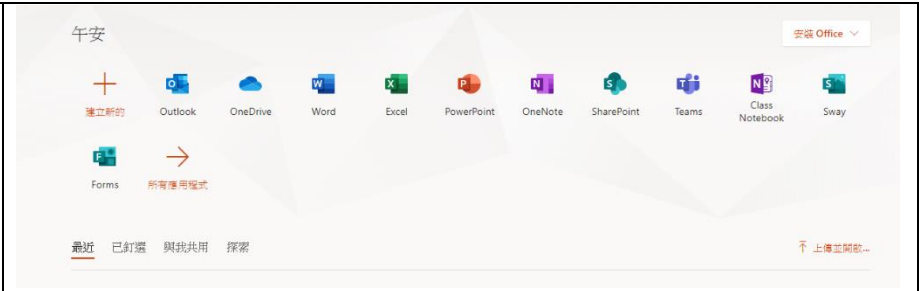 午安
安裝 Office
建立新的
Outlook
OneDrive
Word
Excel
PowerPoint
OneNote
SharePoint
Teams
Class
Notebook
Sway
Forms
所有應用程式
最近 已釘選 與我共用 探索
上傳並開啟...